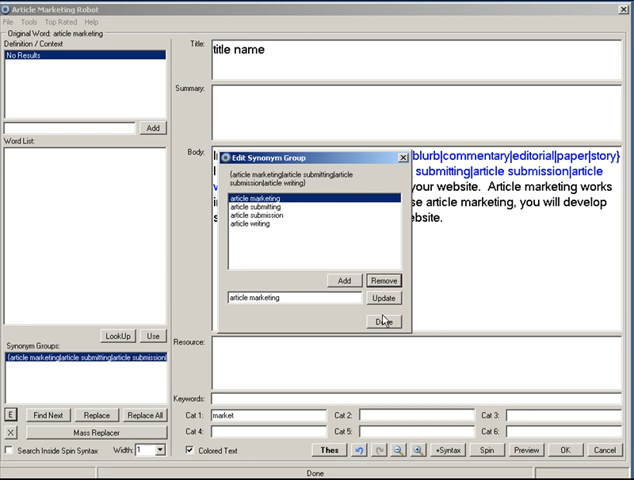 Article Marketing Robot
File Tools Top Rated Help
Original Word: article marketing
Definition / Context
No Results
Add
Word List:
LookUp Use
Synonym Groups:
{article marketing|article submitting|article submission|
E Find Next Replace Replace All
X Mass Replacer
Search Inside Spin Syntax Width: 1
Title: title name
Summary:
Body:
blurb|commentary|editorial|paper|story}
submitting|article submission|article
your website. Article marketing works
se article marketing, you will develop
ebsite.
Edit Synonym Group
{article marketing|article submitting|article
submission|article writing}
article marketing
article submitting
article submission
article writing
Add Remove
article marketing Update
Resource:
Keywords:
Cat 1: market Cat 2: Cat 3:
Cat 4: Cat 5: Cat 6:
Colored Text Thes +Syntax Spin Preview OK Cancel
Done